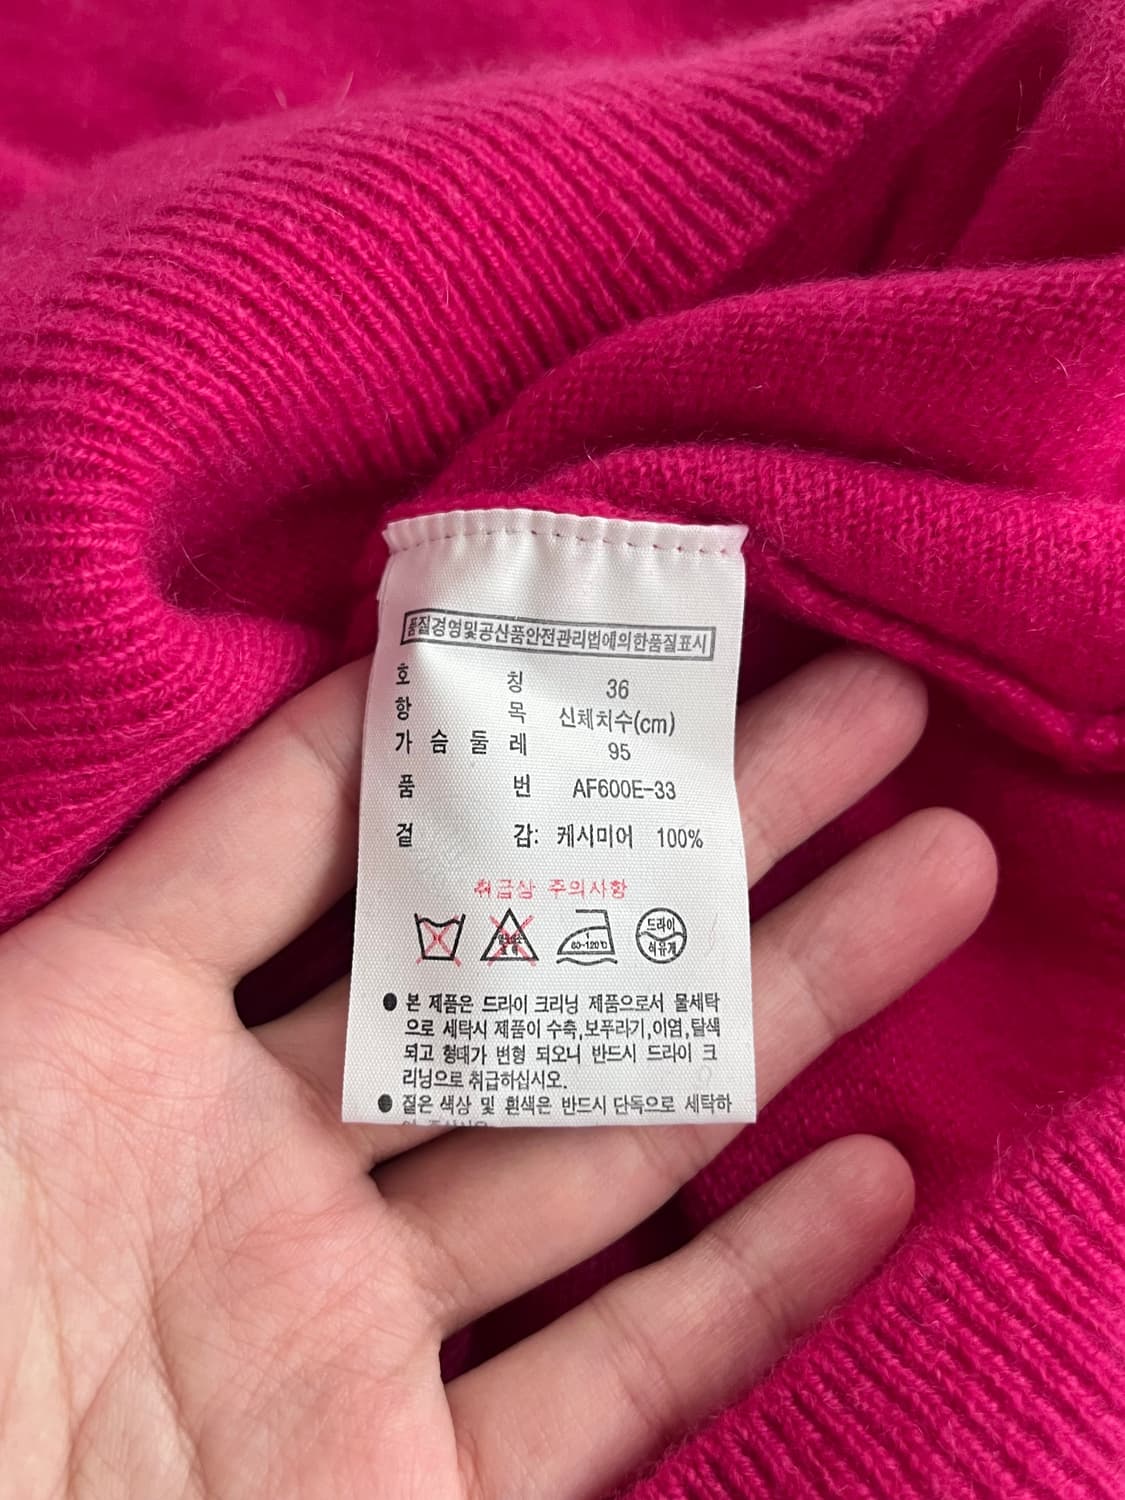 품질경영및공산품안전관리법에의한품질표시
호 칭 36
항 목 신체치수(cm)
가 슴 둘 레 95
품 번 AF600E-33
겉 감: 케시미어 100%
취급상 주의사항
1
80~120℃
드라이
석유계
● 본 제품은 드라이 크리닝 제품으로서 물세탁
으로 세탁시 제품이 수축,보푸라기,이염,탈색
되고 형태가 변형 되오니 반드시 드라이 크
리닝으로 취급하십시오.
● 짙은 색상 및 흰색은 반드시 단독으로 세탁하